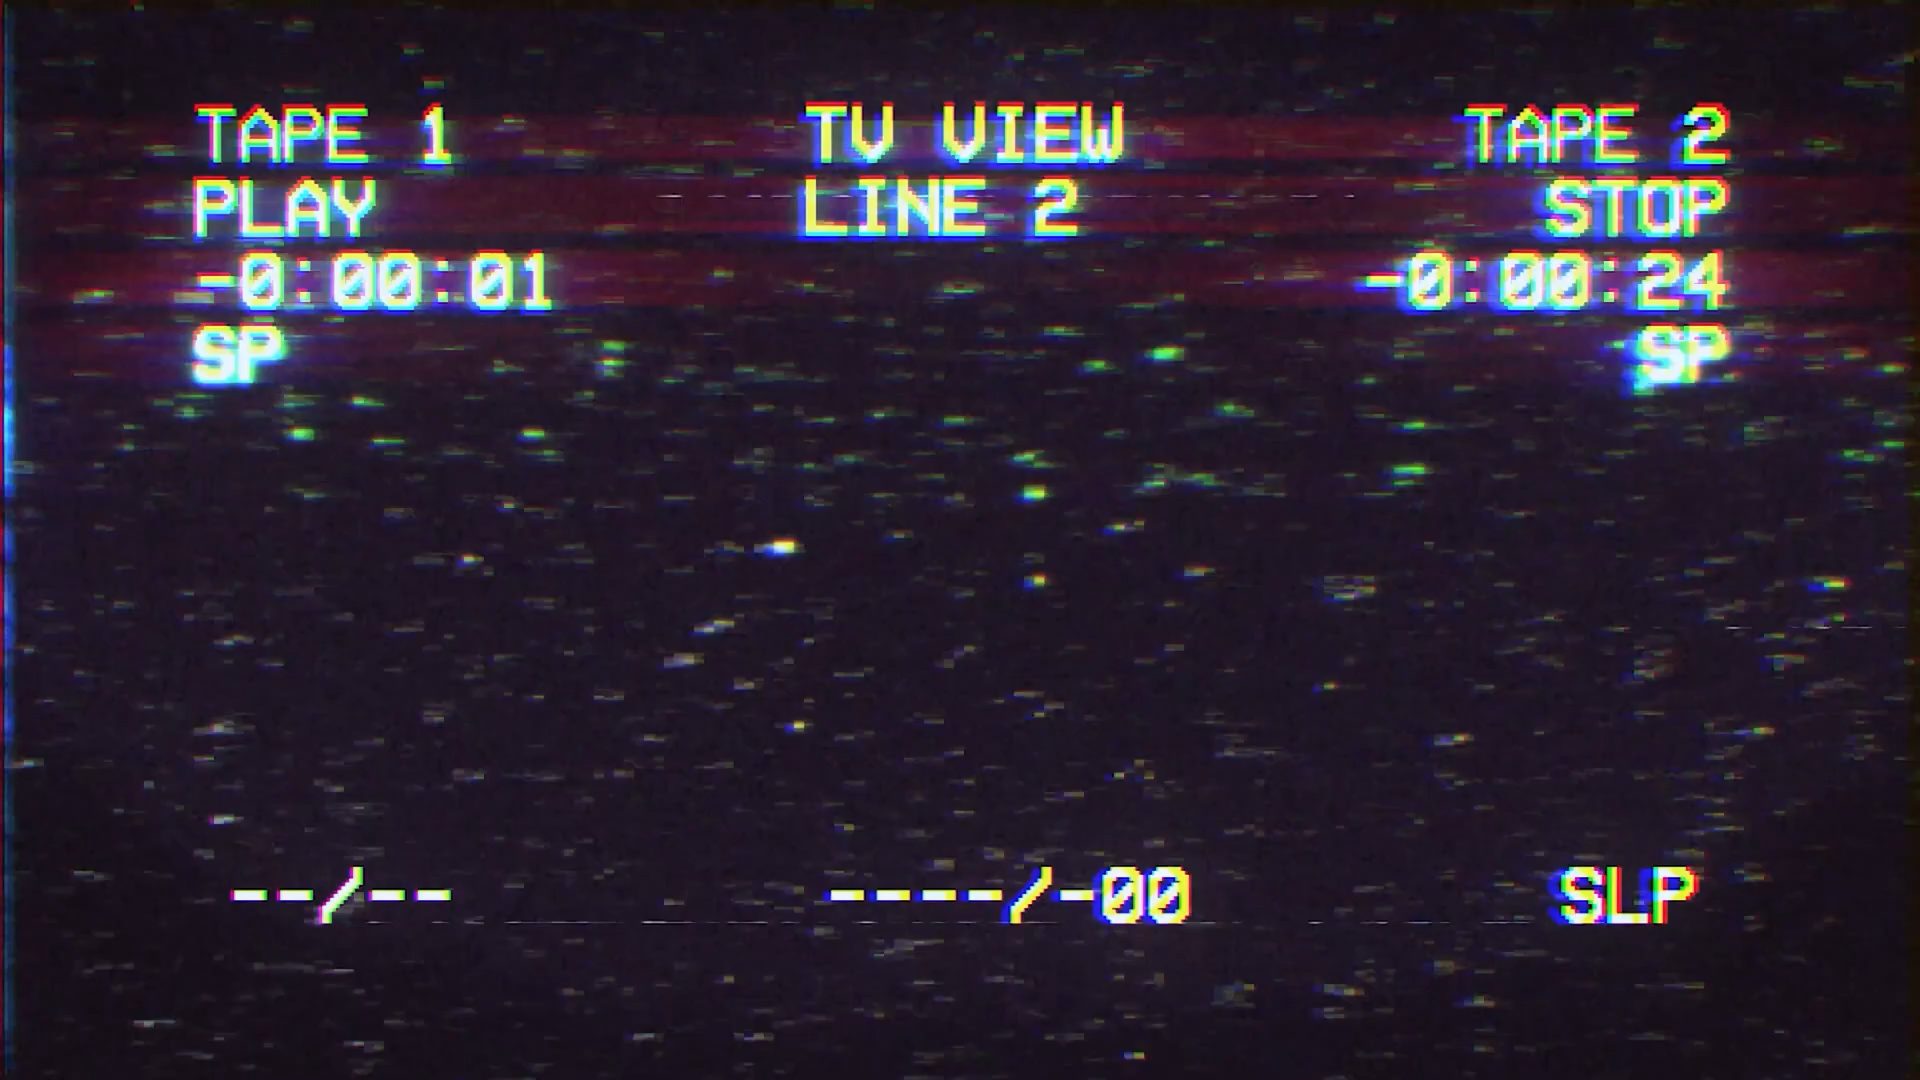 TAPE 1 TV VIEW TAPE 2
PLAY LINE 2 STOP
-0:00:01 -0:00:24
SP SP
--/-- ----/-00 SLP